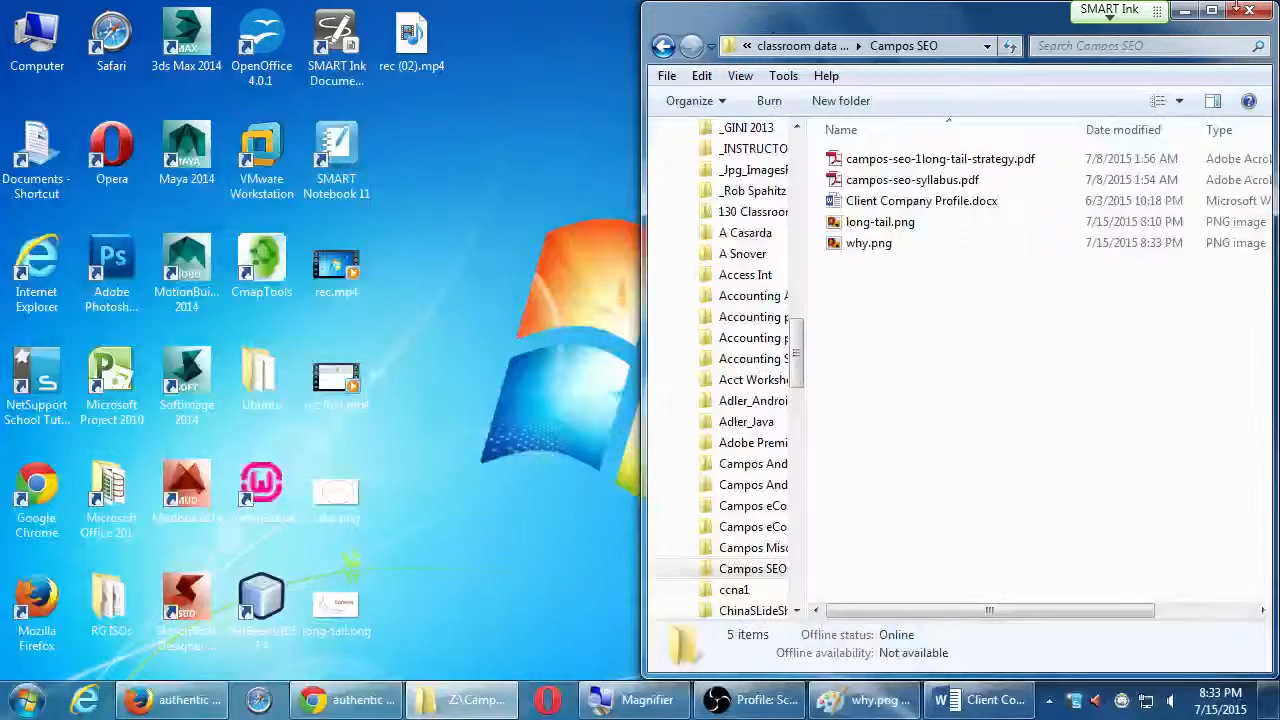 Computer
Safari
3ds Max 2014
OpenOffice
4.0.1
SMART Ink
Docume...
rec (02).mp4
Documents -
Shortcut
Opera
Maya 2014
VMware
Workstation
SMART
Notebook 11
Internet
Explorer
Adobe
Photosh...
MotionBui...
2014
CmapTools
rec.mp4
NetSupport
School Tut...
Microsoft
Project 2010
Softimage
2014
Ubuntu
Google
Chrome
Microsoft
Office 201...
Mozilla
Firefox
RG ISOs
long-tail.png
SMART Ink
« classroom data ... ▸ Campos SEO
Search Campos SEO
File Edit View Tools Help
Organize Burn New folder
_GINI 2013
_INSTRUCTO
_Jpg_ImagesF
_Rob Spahitz
130 Classroom
A Casarda
A Snover
Access Int
Accounting A
Accounting p
Accounting p
Accounting S
Acct Worksh
Adler_Androi
Adler_Java
Adobe Premi
Campos And
Campos And
Campos eCo
Campos eCo
Campos Misc
Campos SEO
ccna1
ChinaSLideSh
Name Date modified Type
campos-seo-1long-tail-strategy.pdf 7/8/2015 1:56 AM Adobe Acrol
campos-seo-syllabus.pdf 7/8/2015 1:54 AM Adobe Acrol
Client Company Profile.docx 6/3/2015 10:18 PM Microsoft W
long-tail.png 7/15/2015 8:10 PM PNG image
why.png 7/15/2015 8:33 PM PNG image
5 items Offline status: Online
Offline availability: Not available
authentic ...
authentic ...
Z:\Camp...
Magnifier
Profile: Sc...
why.png ...
Client Co...
8:33 PM
7/15/2015